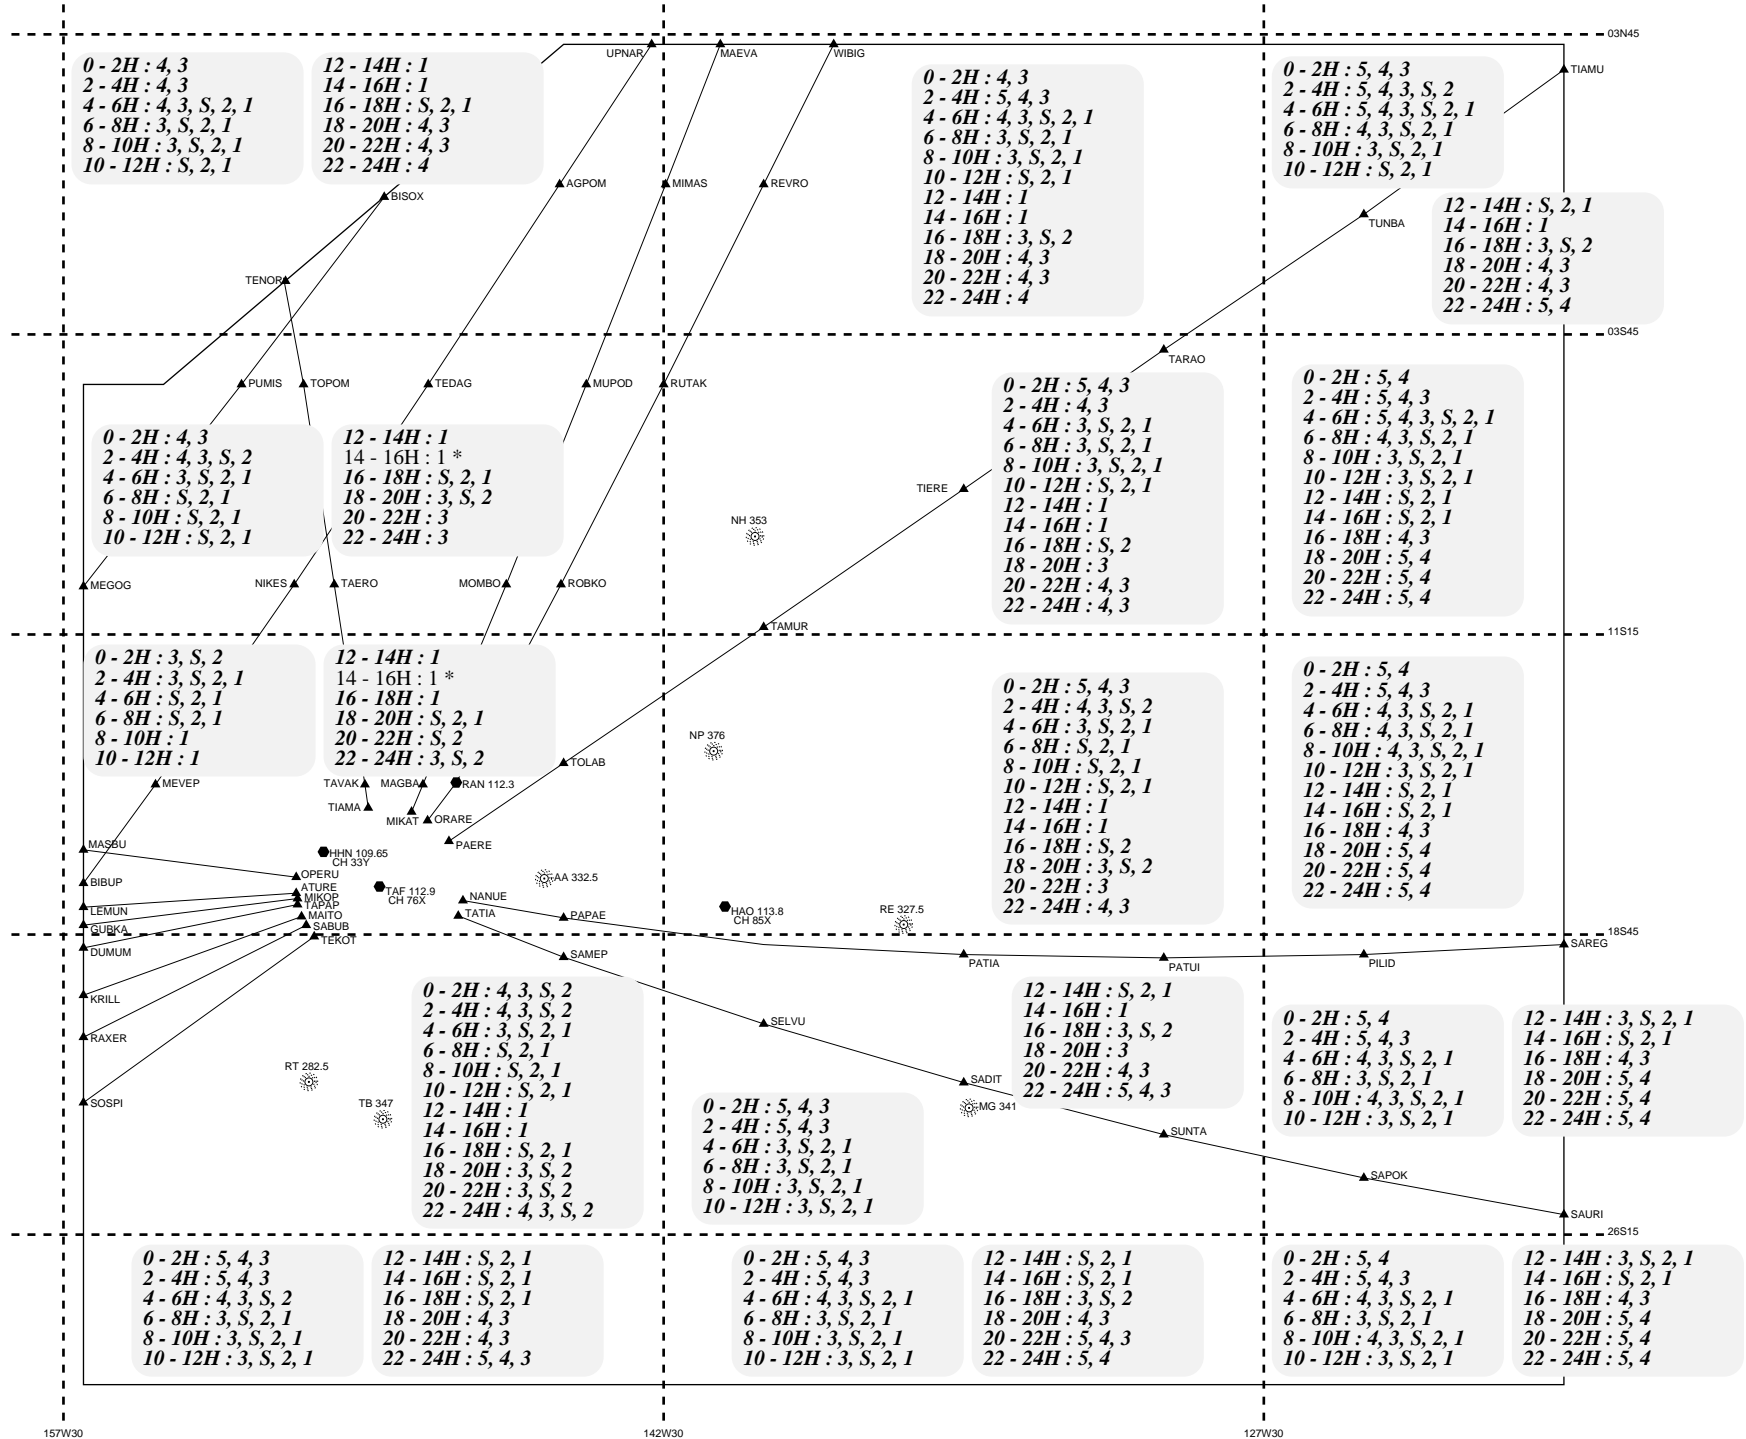 03N45
UPNAR
MAEVA
WIBIG
TIAMU
0 - 2H : 4, 3
2 - 4H : 4, 3
4 - 6H : 4, 3, S, 2, 1
6 - 8H : 3, S, 2, 1
8 - 10H : 3, S, 2, 1
10 - 12H : S, 2, 1
12 - 14H : 1
14 - 16H : 1
16 - 18H : S, 2, 1
18 - 20H : 4, 3
20 - 22H : 4, 3
22 - 24H : 4
0 - 2H : 4, 3
2 - 4H : 5, 4, 3
4 - 6H : 4, 3, S, 2, 1
6 - 8H : 3, S, 2, 1
8 - 10H : 3, S, 2, 1
10 - 12H : S, 2, 1
12 - 14H : 1
14 - 16H : 1
16 - 18H : 3, S, 2
18 - 20H : 4, 3
20 - 22H : 4, 3
22 - 24H : 4
0 - 2H : 5, 4, 3
2 - 4H : 5, 4, 3, S, 2
4 - 6H : 5, 4, 3, S, 2, 1
6 - 8H : 4, 3, S, 2, 1
8 - 10H : 3, S, 2, 1
10 - 12H : S, 2, 1
12 - 14H : S, 2, 1
14 - 16H : 1
16 - 18H : 3, S, 2
18 - 20H : 4, 3
20 - 22H : 4, 3
22 - 24H : 5, 4
BISOX
AGPOM
MIMAS
REVRO
TUNBA
TENOR
03S45
TARAO
PUMIS
TOPOM
TEDAG
MUPOD
RUTAK
0 - 2H : 4, 3
2 - 4H : 4, 3, S, 2
4 - 6H : 3, S, 2, 1
6 - 8H : S, 2, 1
8 - 10H : S, 2, 1
10 - 12H : S, 2, 1
12 - 14H : 1
14 - 16H : 1 *
16 - 18H : S, 2, 1
18 - 20H : 3, S, 2
20 - 22H : 3
22 - 24H : 3
0 - 2H : 5, 4, 3
2 - 4H : 4, 3
4 - 6H : 3, S, 2, 1
6 - 8H : 3, S, 2, 1
8 - 10H : 3, S, 2, 1
10 - 12H : S, 2, 1
12 - 14H : 1
14 - 16H : 1
16 - 18H : S, 2
18 - 20H : 3
20 - 22H : 4, 3
22 - 24H : 4, 3
0 - 2H : 5, 4
2 - 4H : 5, 4, 3
4 - 6H : 5, 4, 3, S, 2, 1
6 - 8H : 4, 3, S, 2, 1
8 - 10H : 3, S, 2, 1
10 - 12H : 3, S, 2, 1
12 - 14H : S, 2, 1
14 - 16H : S, 2, 1
16 - 18H : 4, 3
18 - 20H : 5, 4
20 - 22H : 5, 4
22 - 24H : 5, 4
TIERE
NH 353
MEGOG
NIKES
TAERO
MOMBO
ROBKO
TAMUR
11S15
0 - 2H : 3, S, 2
2 - 4H : 3, S, 2, 1
4 - 6H : S, 2, 1
6 - 8H : S, 2, 1
8 - 10H : 1
10 - 12H : 1
12 - 14H : 1
14 - 16H : 1 *
16 - 18H : 1
18 - 20H : S, 2, 1
20 - 22H : S, 2
22 - 24H : 3, S, 2
0 - 2H : 5, 4, 3
2 - 4H : 4, 3, S, 2
4 - 6H : 3, S, 2, 1
6 - 8H : S, 2, 1
8 - 10H : S, 2, 1
10 - 12H : S, 2, 1
12 - 14H : 1
14 - 16H : 1
16 - 18H : S, 2
18 - 20H : 3, S, 2
20 - 22H : 3
22 - 24H : 4, 3
0 - 2H : 5, 4
2 - 4H : 5, 4, 3
4 - 6H : 4, 3, S, 2, 1
6 - 8H : 4, 3, S, 2, 1
8 - 10H : 4, 3, S, 2, 1
10 - 12H : 3, S, 2, 1
12 - 14H : S, 2, 1
14 - 16H : S, 2, 1
16 - 18H : 4, 3
18 - 20H : 5, 4
20 - 22H : 5, 4
22 - 24H : 5, 4
NP 376
TOLAB
MEVEP
TAVAK
MAGBA
RAN 112.3
TIAMA
MIKAT
ORARE
PAERE
MASBU
HHN 109.65
CH 33Y
OPERU
BIBUP
ATURE
MIKOP
TAPAP
TAF 112.9
CH 76X
AA 332.5
NANUE
LEMUN
MAITO
TATIA
PAPAE
HAO 113.8
CH 85X
RE 327.5
GUBKA
SABUB
TEKOT
18S45
DUMUM
SAMEP
PATIA
PATUI
PILID
SAREG
KRILL
RAXER
SELVU
0 - 2H : 4, 3, S, 2
2 - 4H : 4, 3, S, 2
4 - 6H : 3, S, 2, 1
6 - 8H : S, 2, 1
8 - 10H : S, 2, 1
10 - 12H : S, 2, 1
12 - 14H : 1
14 - 16H : 1
16 - 18H : S, 2, 1
18 - 20H : 3, S, 2
20 - 22H : 3, S, 2
22 - 24H : 4, 3, S, 2
0 - 2H : 5, 4, 3
2 - 4H : 5, 4, 3
4 - 6H : 3, S, 2, 1
6 - 8H : 3, S, 2, 1
8 - 10H : 3, S, 2, 1
10 - 12H : 3, S, 2, 1
12 - 14H : S, 2, 1
14 - 16H : 1
16 - 18H : 3, S, 2
18 - 20H : 3
20 - 22H : 4, 3
22 - 24H : 5, 4, 3
0 - 2H : 5, 4
2 - 4H : 5, 4, 3
4 - 6H : 4, 3, S, 2, 1
6 - 8H : 3, S, 2, 1
8 - 10H : 4, 3, S, 2, 1
10 - 12H : 3, S, 2, 1
12 - 14H : 3, S, 2, 1
14 - 16H : S, 2, 1
16 - 18H : 4, 3
18 - 20H : 5, 4
20 - 22H : 5, 4
22 - 24H : 5, 4
RT 282.5
SOSPI
TB 347
SADIT
MG 341
SUNTA
SAPOK
SAURI
26S15
0 - 2H : 5, 4, 3
2 - 4H : 5, 4, 3
4 - 6H : 4, 3, S, 2
6 - 8H : 3, S, 2, 1
8 - 10H : 3, S, 2, 1
10 - 12H : 3, S, 2, 1
12 - 14H : S, 2, 1
14 - 16H : S, 2, 1
16 - 18H : S, 2, 1
18 - 20H : 4, 3
20 - 22H : 4, 3
22 - 24H : 5, 4, 3
0 - 2H : 5, 4, 3
2 - 4H : 5, 4, 3
4 - 6H : 4, 3, S, 2, 1
6 - 8H : 3, S, 2, 1
8 - 10H : 3, S, 2, 1
10 - 12H : 3, S, 2, 1
12 - 14H : S, 2, 1
14 - 16H : S, 2, 1
16 - 18H : 3, S, 2
18 - 20H : 4, 3
20 - 22H : 5, 4, 3
22 - 24H : 5, 4
0 - 2H : 5, 4
2 - 4H : 5, 4, 3
4 - 6H : 4, 3, S, 2, 1
6 - 8H : 3, S, 2, 1
8 - 10H : 4, 3, S, 2, 1
10 - 12H : 3, S, 2, 1
12 - 14H : 3, S, 2, 1
14 - 16H : S, 2, 1
16 - 18H : 4, 3
18 - 20H : 5, 4
20 - 22H : 5, 4
22 - 24H : 5, 4
157W30
142W30
127W30